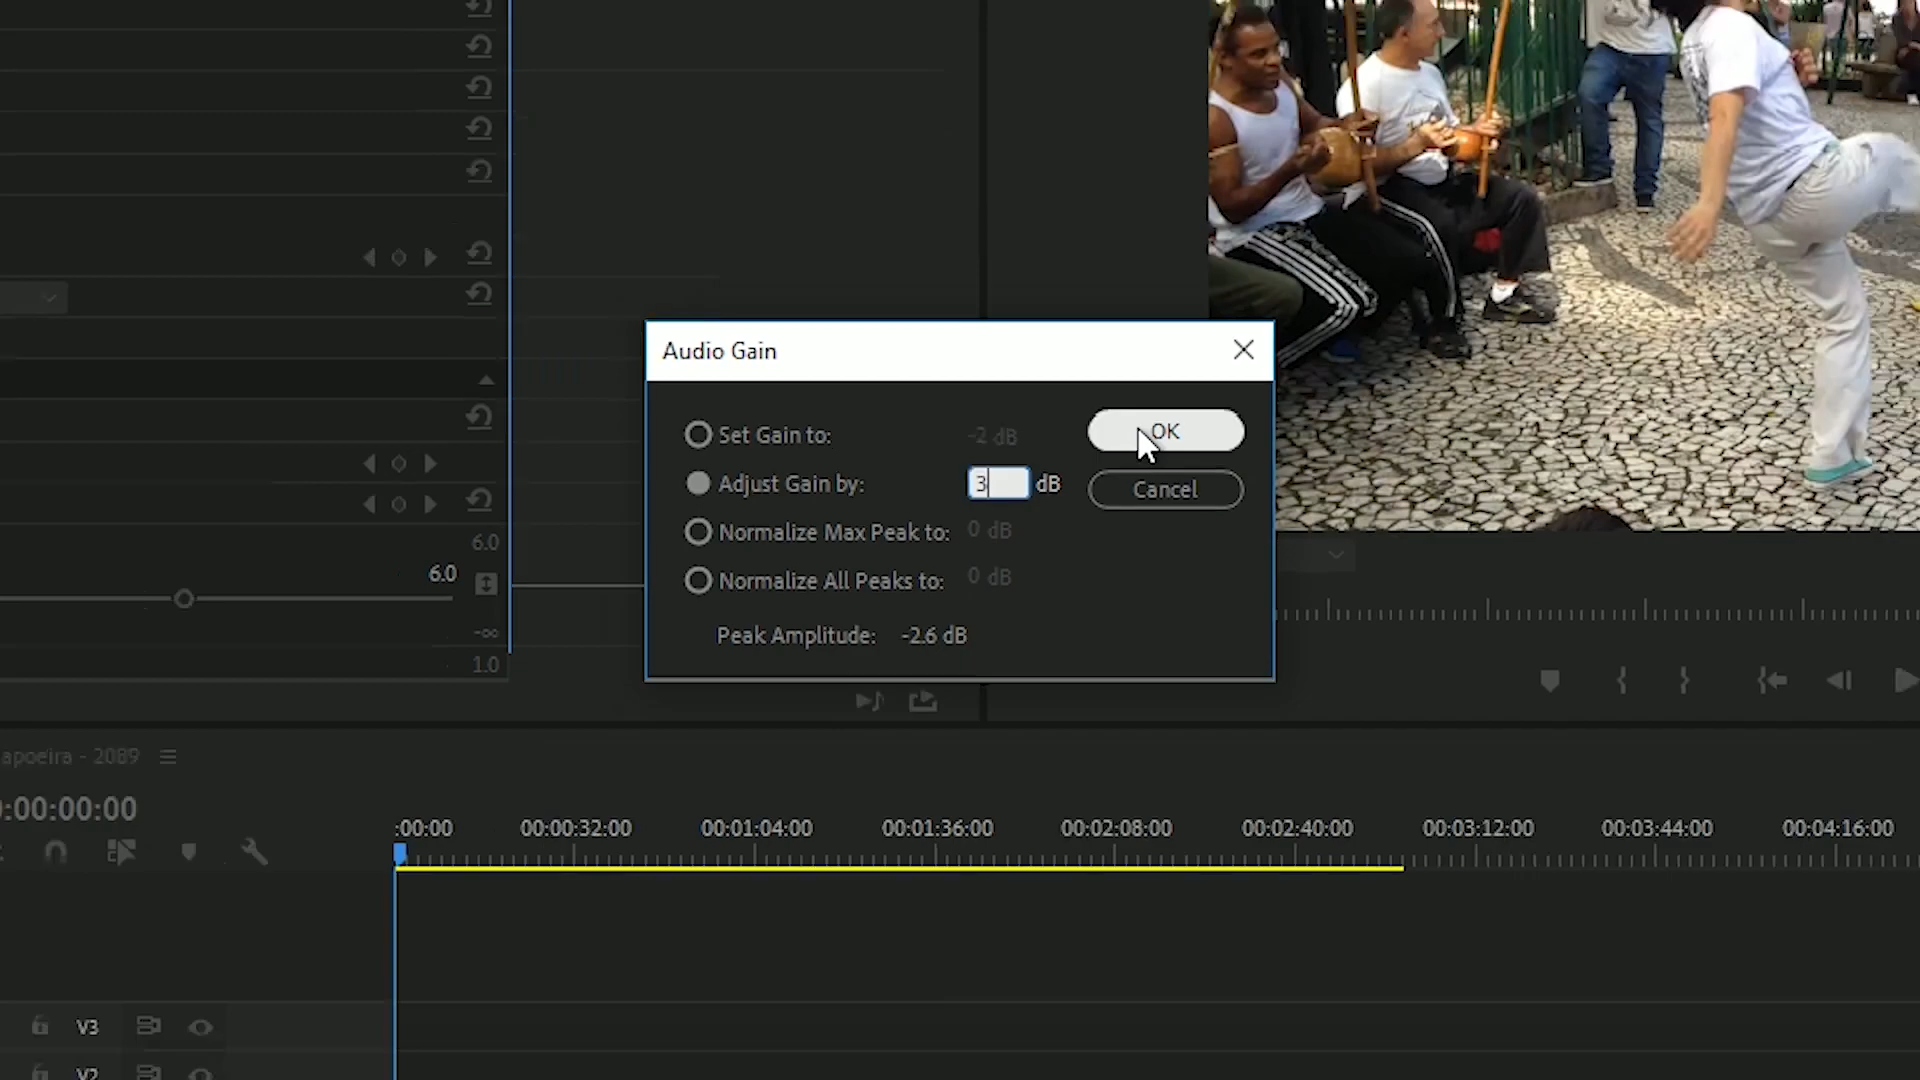 Audio Gain
Set Gain to: -2 dB
OK
Adjust Gain by: 3 dB
Cancel
Normalize Max Peak to: 0 dB
Normalize All Peaks to: 0 dB
Peak Amplitude: -2.6 dB
6.0
6.0
-∞
1.0
apoeira - 2089
:00:00:00
:00:00 00:00:32:00 00:01:04:00 00:01:36:00 00:02:08:00 00:02:40:00 00:03:12:00 00:03:44:00 00:04:16:00
V3
V2